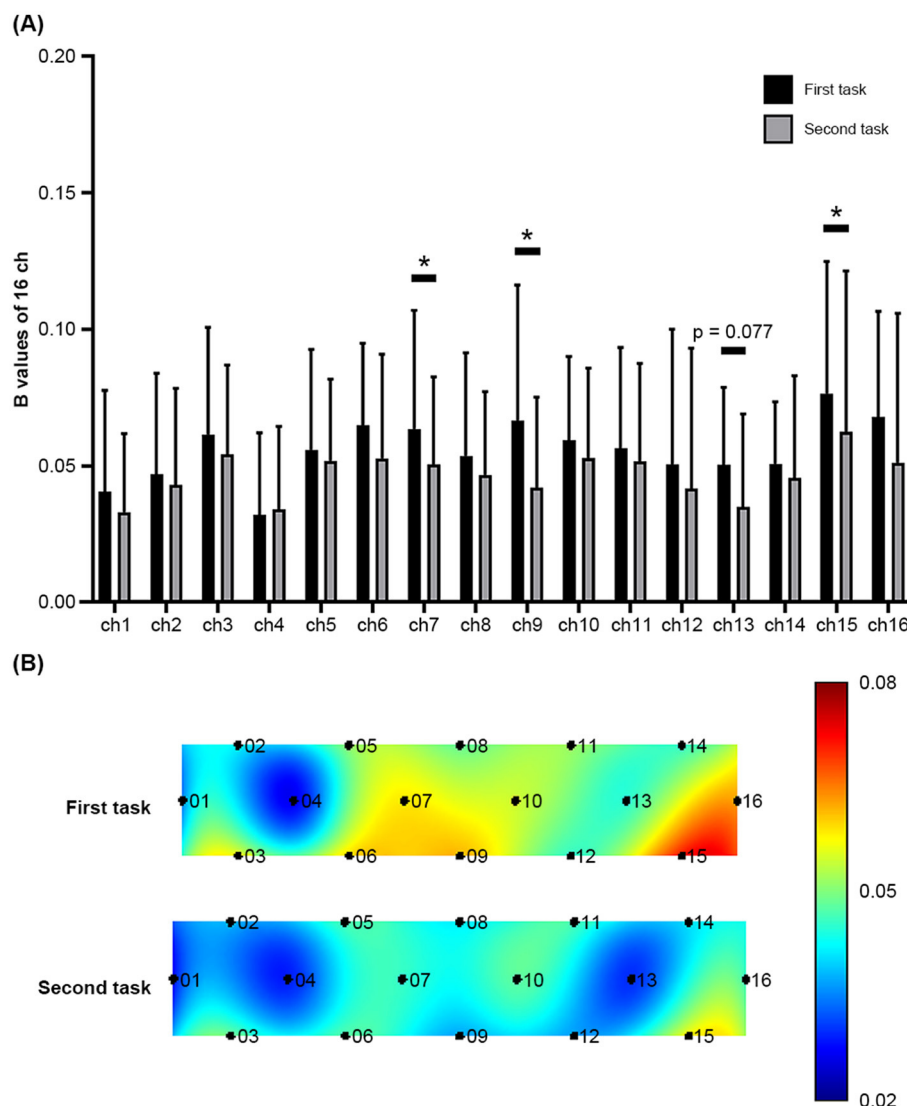 (A)
0.20
0.15
0.10
0.05
0.00
B values of 16 ch
First task
Second task
*
*
p = 0.077
*
ch1 ch2 ch3 ch4 ch5 ch6 ch7 ch8 ch9 ch10 ch11 ch12 ch13 ch14 ch15 ch16
(B)
First task
02 05 08 11 14
01 04 07 10 13 16
03 06 09 12 15
Second task
02 05 08 11 14
01 04 07 10 13 16
03 06 09 12 15
0.08
0.05
0.02